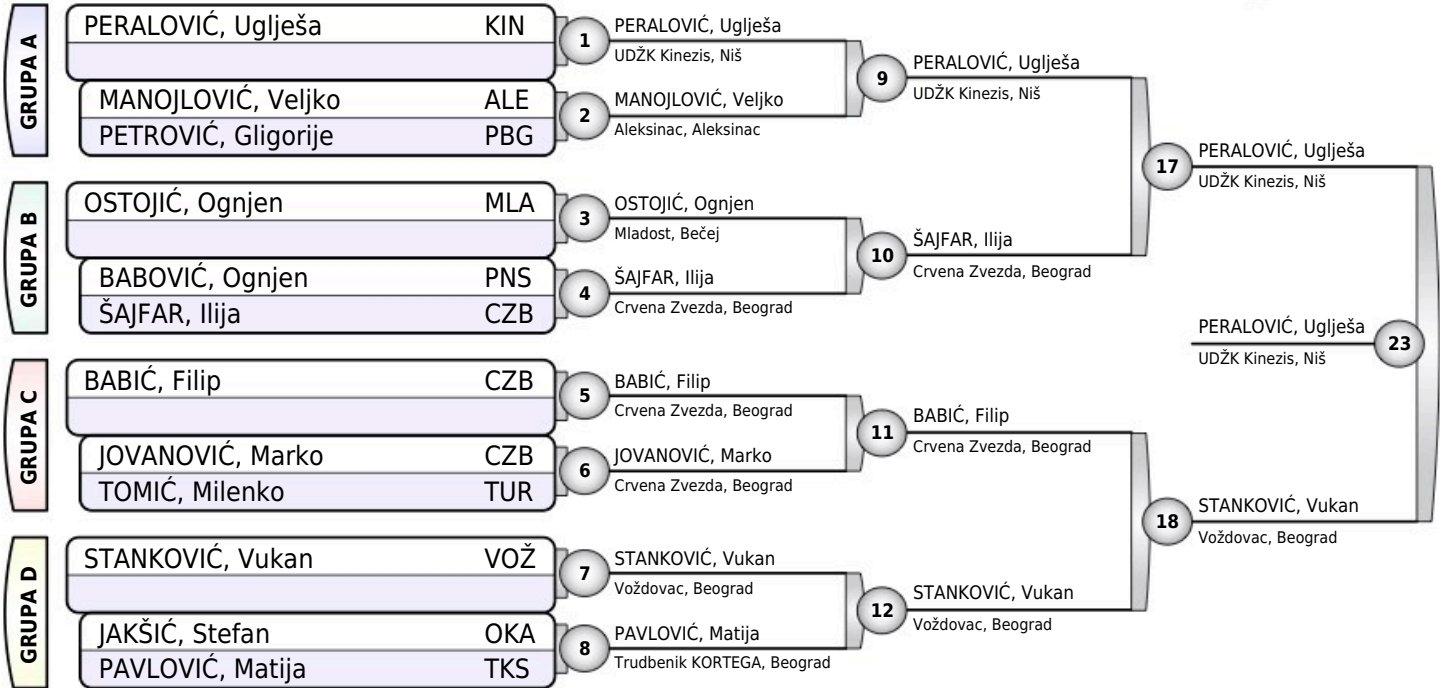 GRUPA A
PERALOVIĆ, Uglješa KIN
MANOJLOVIĆ, Veljko ALE
PETROVIĆ, Gligorije PBG
GRUPA B
OSTOJIĆ, Ognjen MLA
BABOVIĆ, Ognjen PNS
ŠAJFAR, Ilija CZB
GRUPA C
BABIĆ, Filip CZB
JOVANOVIĆ, Marko CZB
TOMIĆ, Milenko TUR
GRUPA D
STANKOVIĆ, Vukan VOŽ
JAKŠIĆ, Stefan OKA
PAVLOVIĆ, Matija TKS
1
PERALOVIĆ, Uglješa
UDŽK Kinezis, Niš
2
MANOJLOVIĆ, Veljko
Aleksinac, Aleksinac
3
OSTOJIĆ, Ognjen
Mladost, Bečej
4
ŠAJFAR, Ilija
Crvena Zvezda, Beograd
5
BABIĆ, Filip
Crvena Zvezda, Beograd
6
JOVANOVIĆ, Marko
Crvena Zvezda, Beograd
7
STANKOVIĆ, Vukan
Voždovac, Beograd
8
PAVLOVIĆ, Matija
Trudbenik KORTEGA, Beograd
9
PERALOVIĆ, Uglješa
UDŽK Kinezis, Niš
10
ŠAJFAR, Ilija
Crvena Zvezda, Beograd
11
BABIĆ, Filip
Crvena Zvezda, Beograd
12
STANKOVIĆ, Vukan
Voždovac, Beograd
17
PERALOVIĆ, Uglješa
UDŽK Kinezis, Niš
18
STANKOVIĆ, Vukan
Voždovac, Beograd
PERALOVIĆ, Uglješa
UDŽK Kinezis, Niš
23